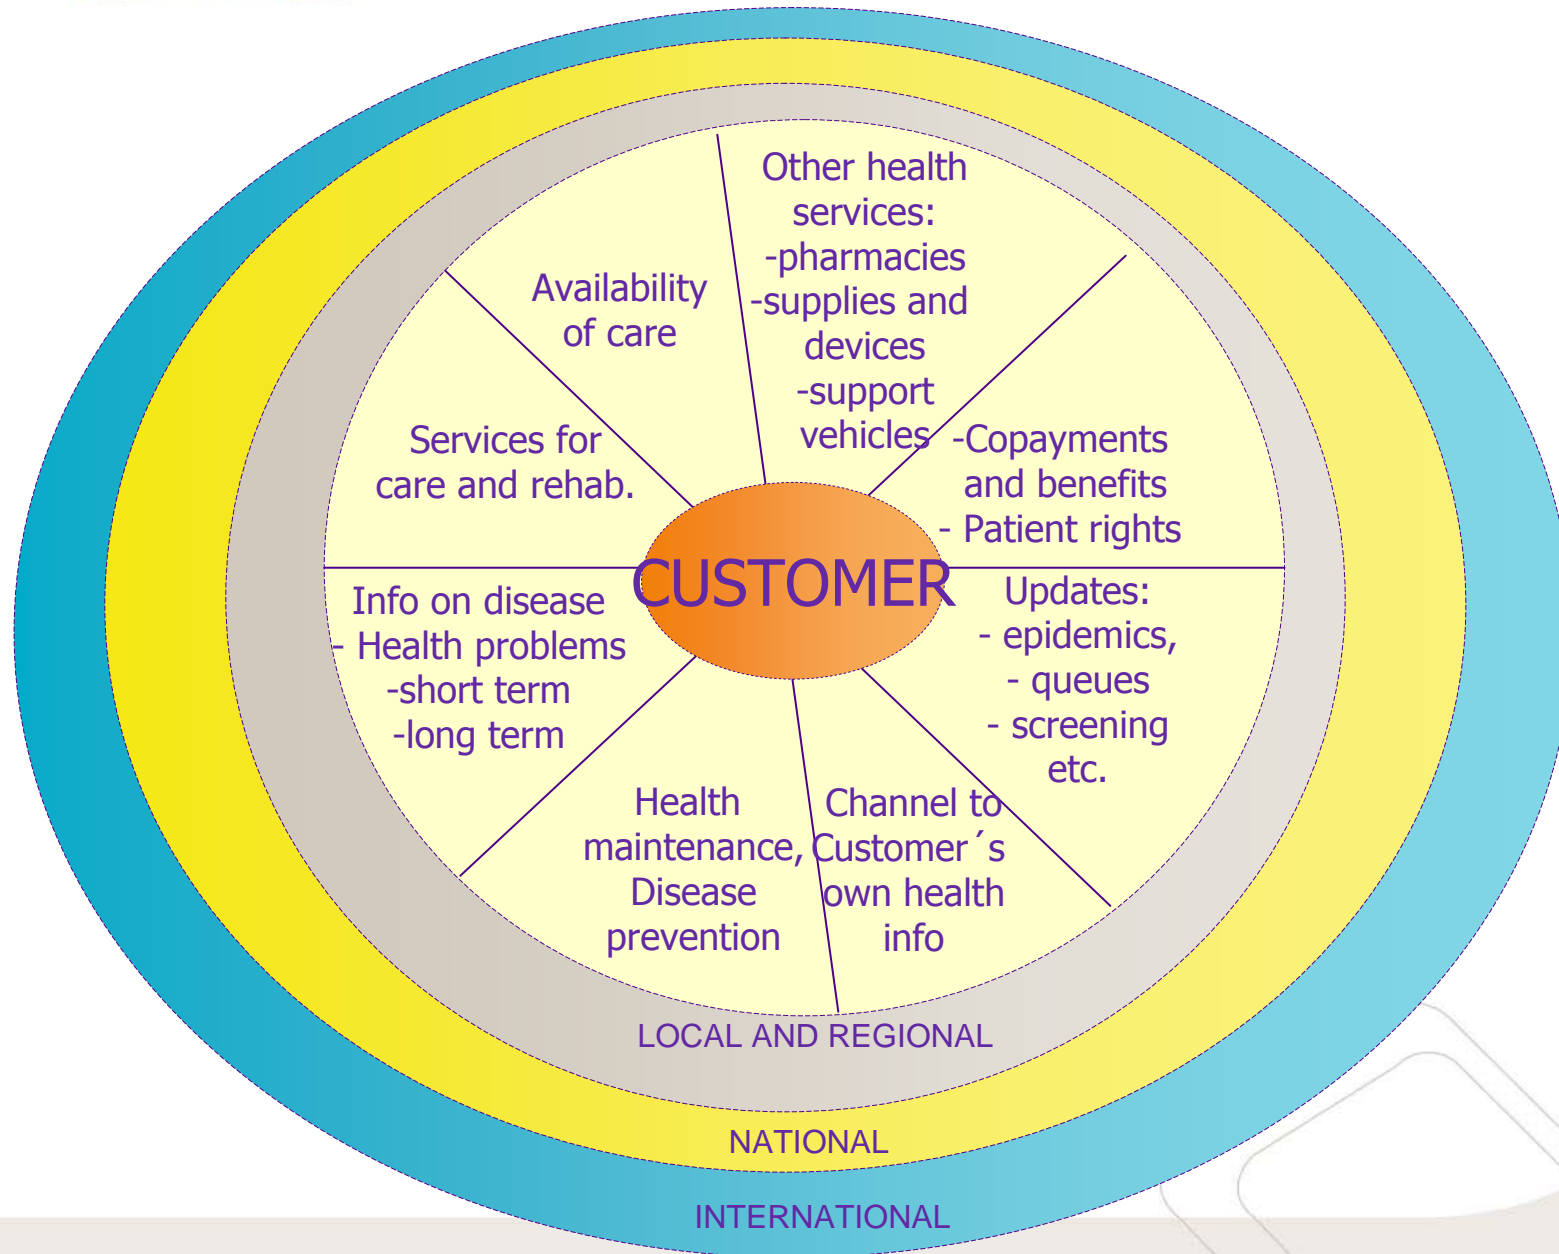 Other health
services:
-pharmacies
-supplies and
devices
-support
vehicles
Availability
of care
Services for
care and rehab.
-Copayments
and benefits
- Patient rights
CUSTOMER
Info on disease
- Health problems
-short term
-long term
Updates:
- epidemics,
- queues
- screening
etc.
Health
maintenance,
Disease
prevention
Channel to
Customer´s
own health
info
LOCAL AND REGIONAL
NATIONAL
INTERNATIONAL